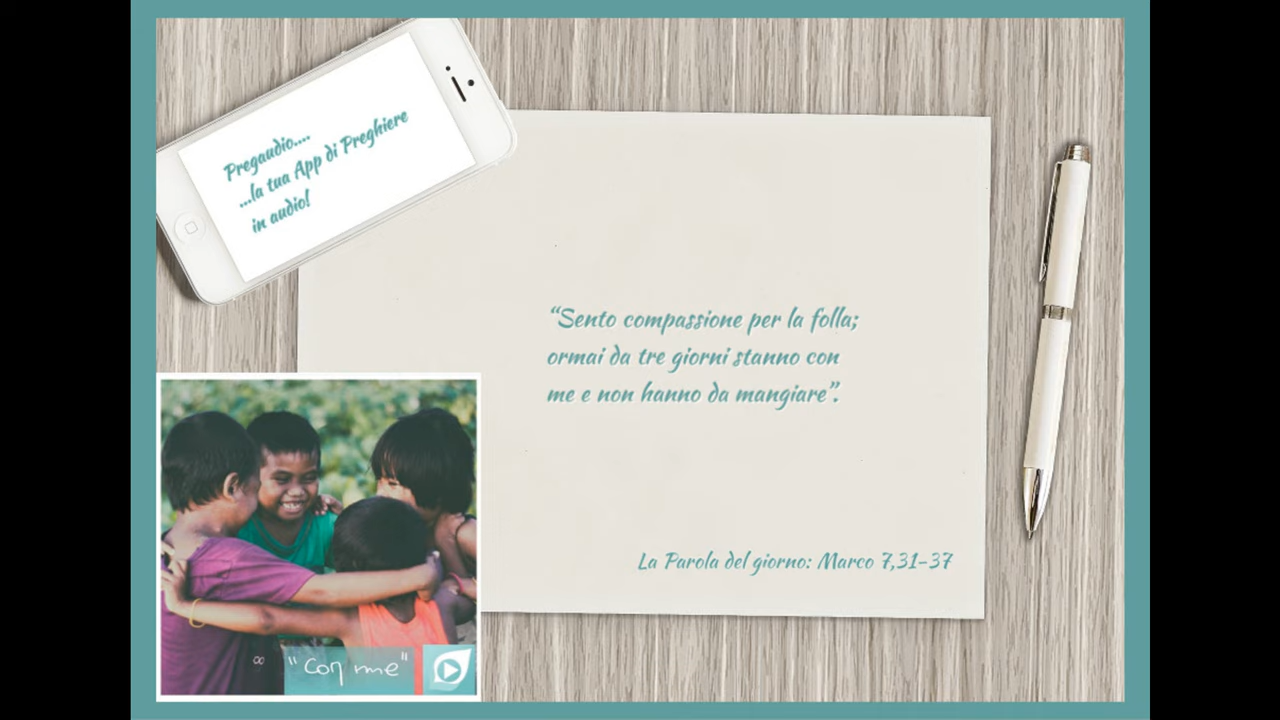 Pregaudio....
...la tua App di Preghiere
in audio!
“Sento compassione per la folla;
ormai da tre giorni stanno con
me e non hanno da mangiare”.
La Parola del giorno: Marco 7,31-37
∞ "Con me"